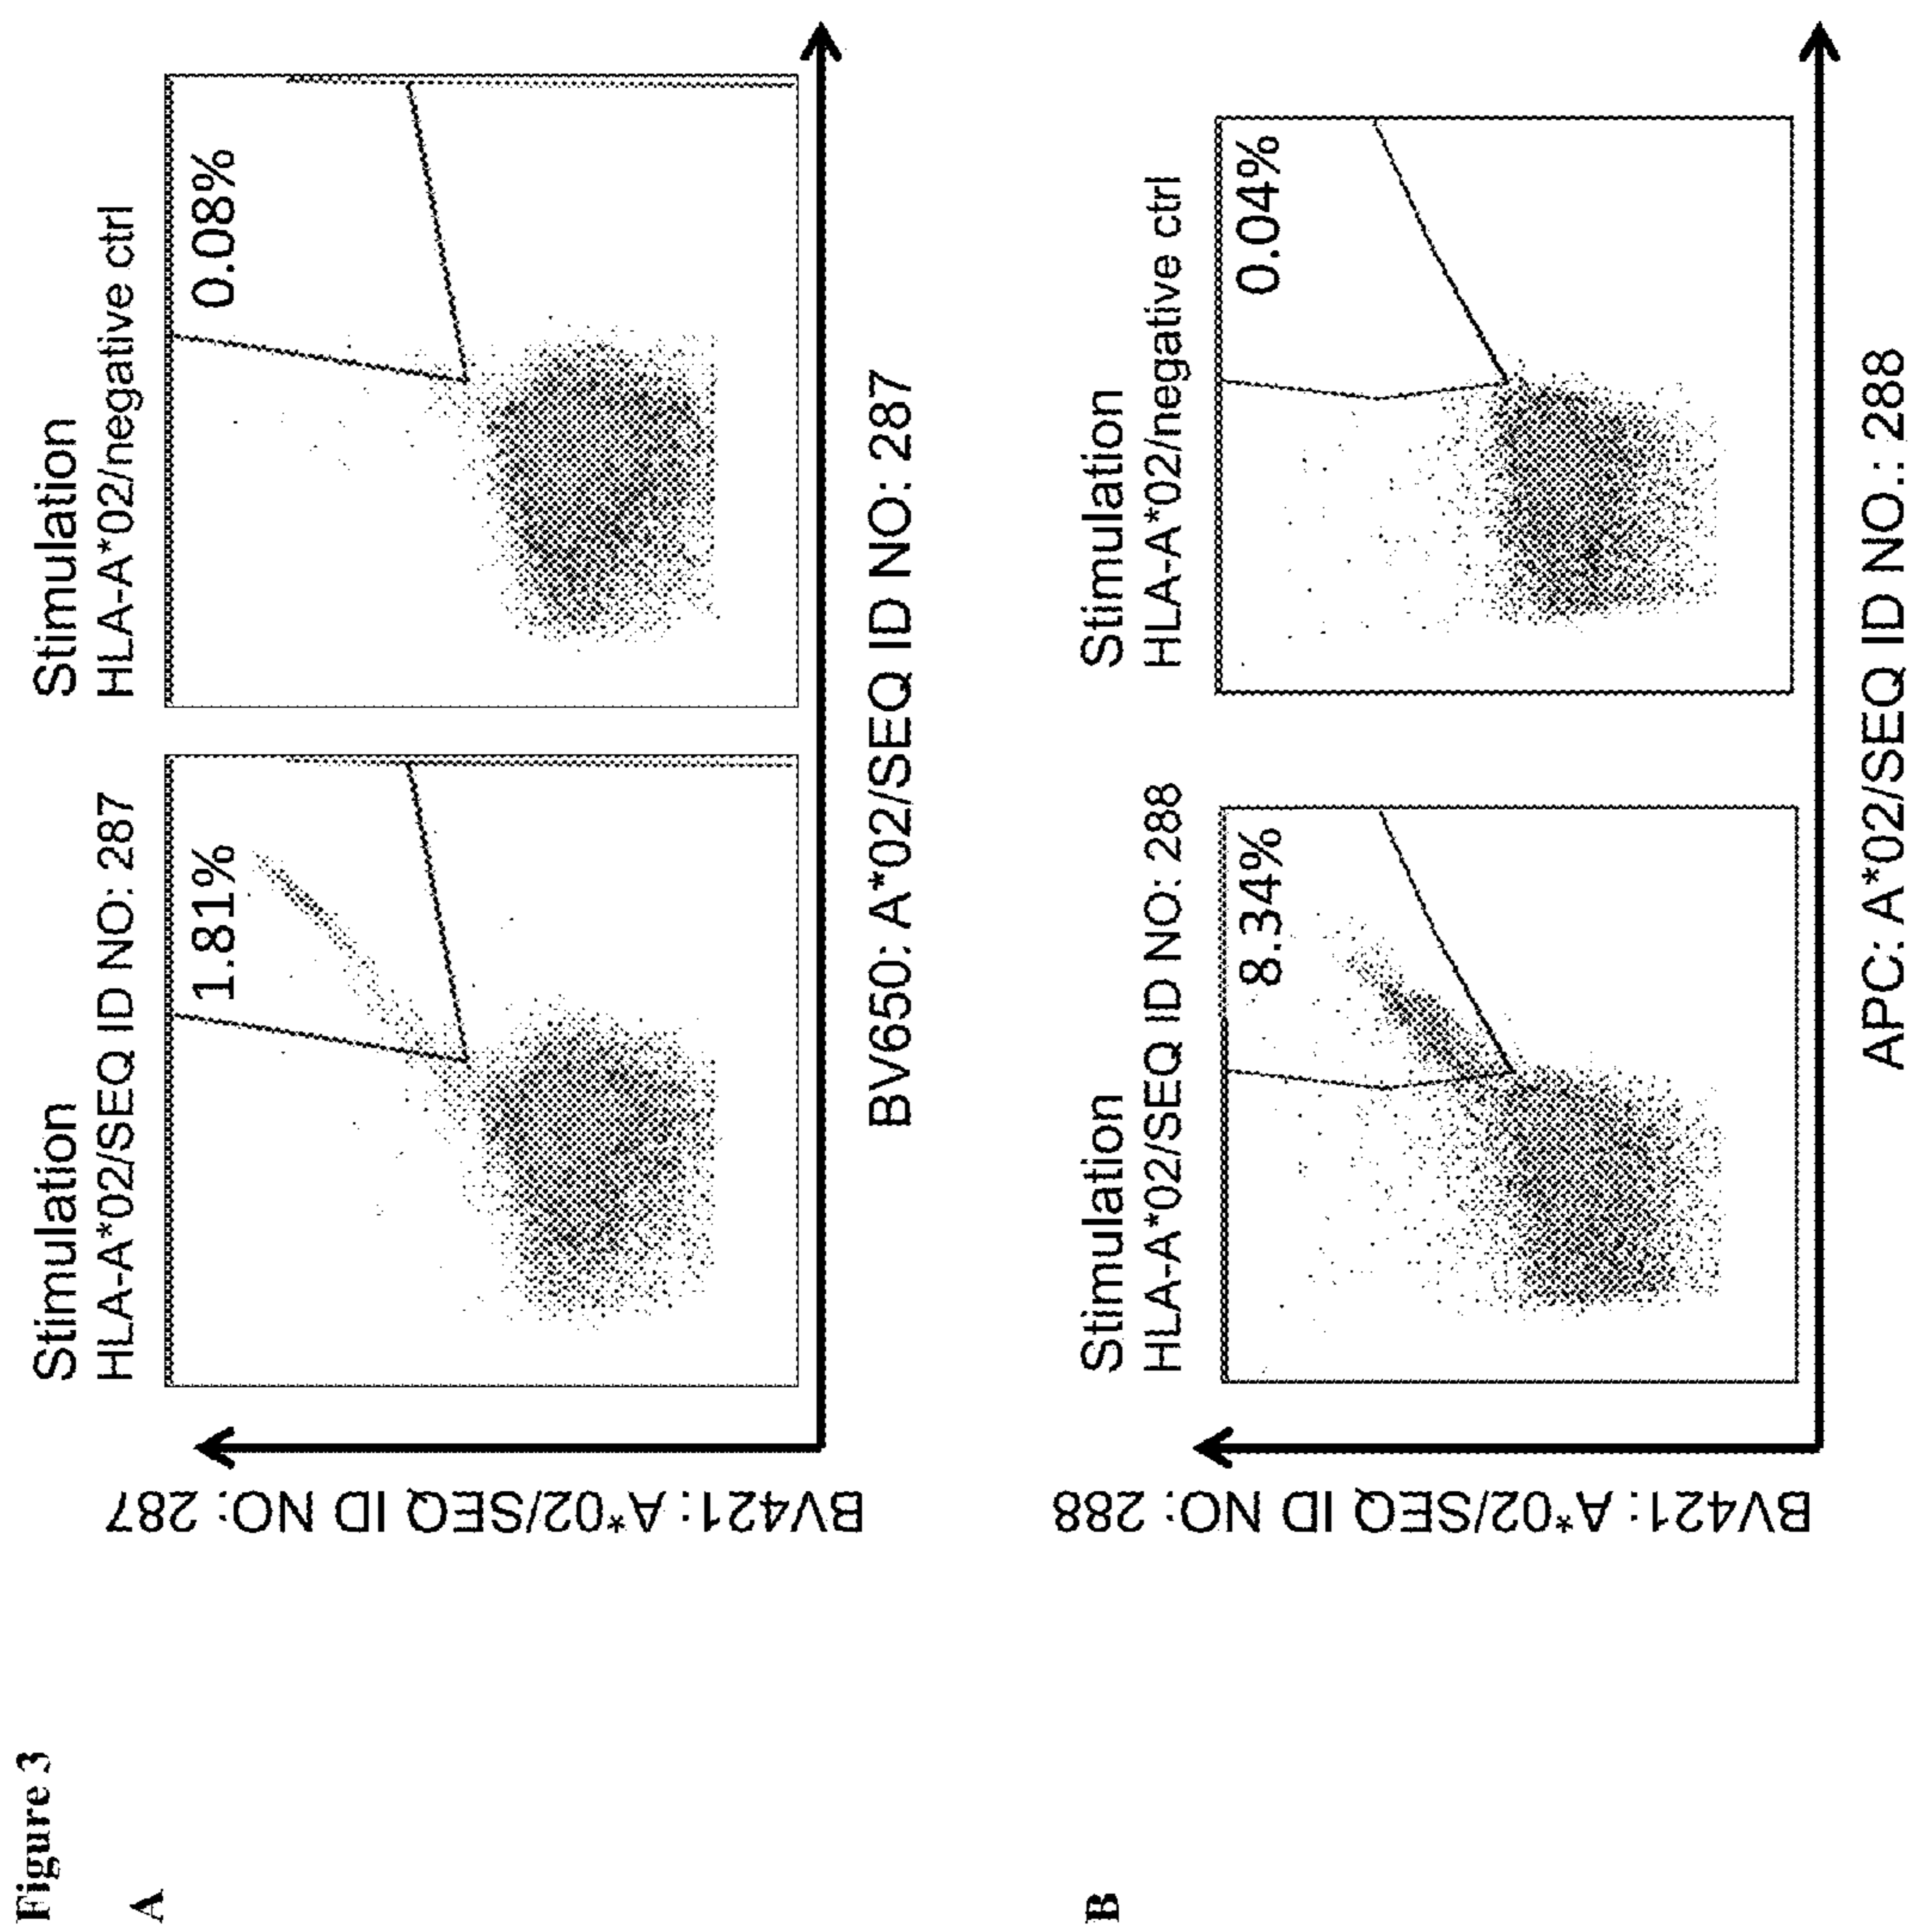 Figure 3
A
Stimulation
HLA-A*02/SEQ ID NO: 287
Stimulation
HLA-A*02/negative ctrl
1.81%
0.08%
BV421: A*02/SEQ ID NO: 287
BV650: A*02/SEQ ID NO: 287
B
Stimulation
HLA-A*02/SEQ ID NO: 288
Stimulation
HLA-A*02/negative ctrl
8.34%
0.04%
BV421: A*02/SEQ ID NO: 288
APC: A*02/SEQ ID NO.: 288